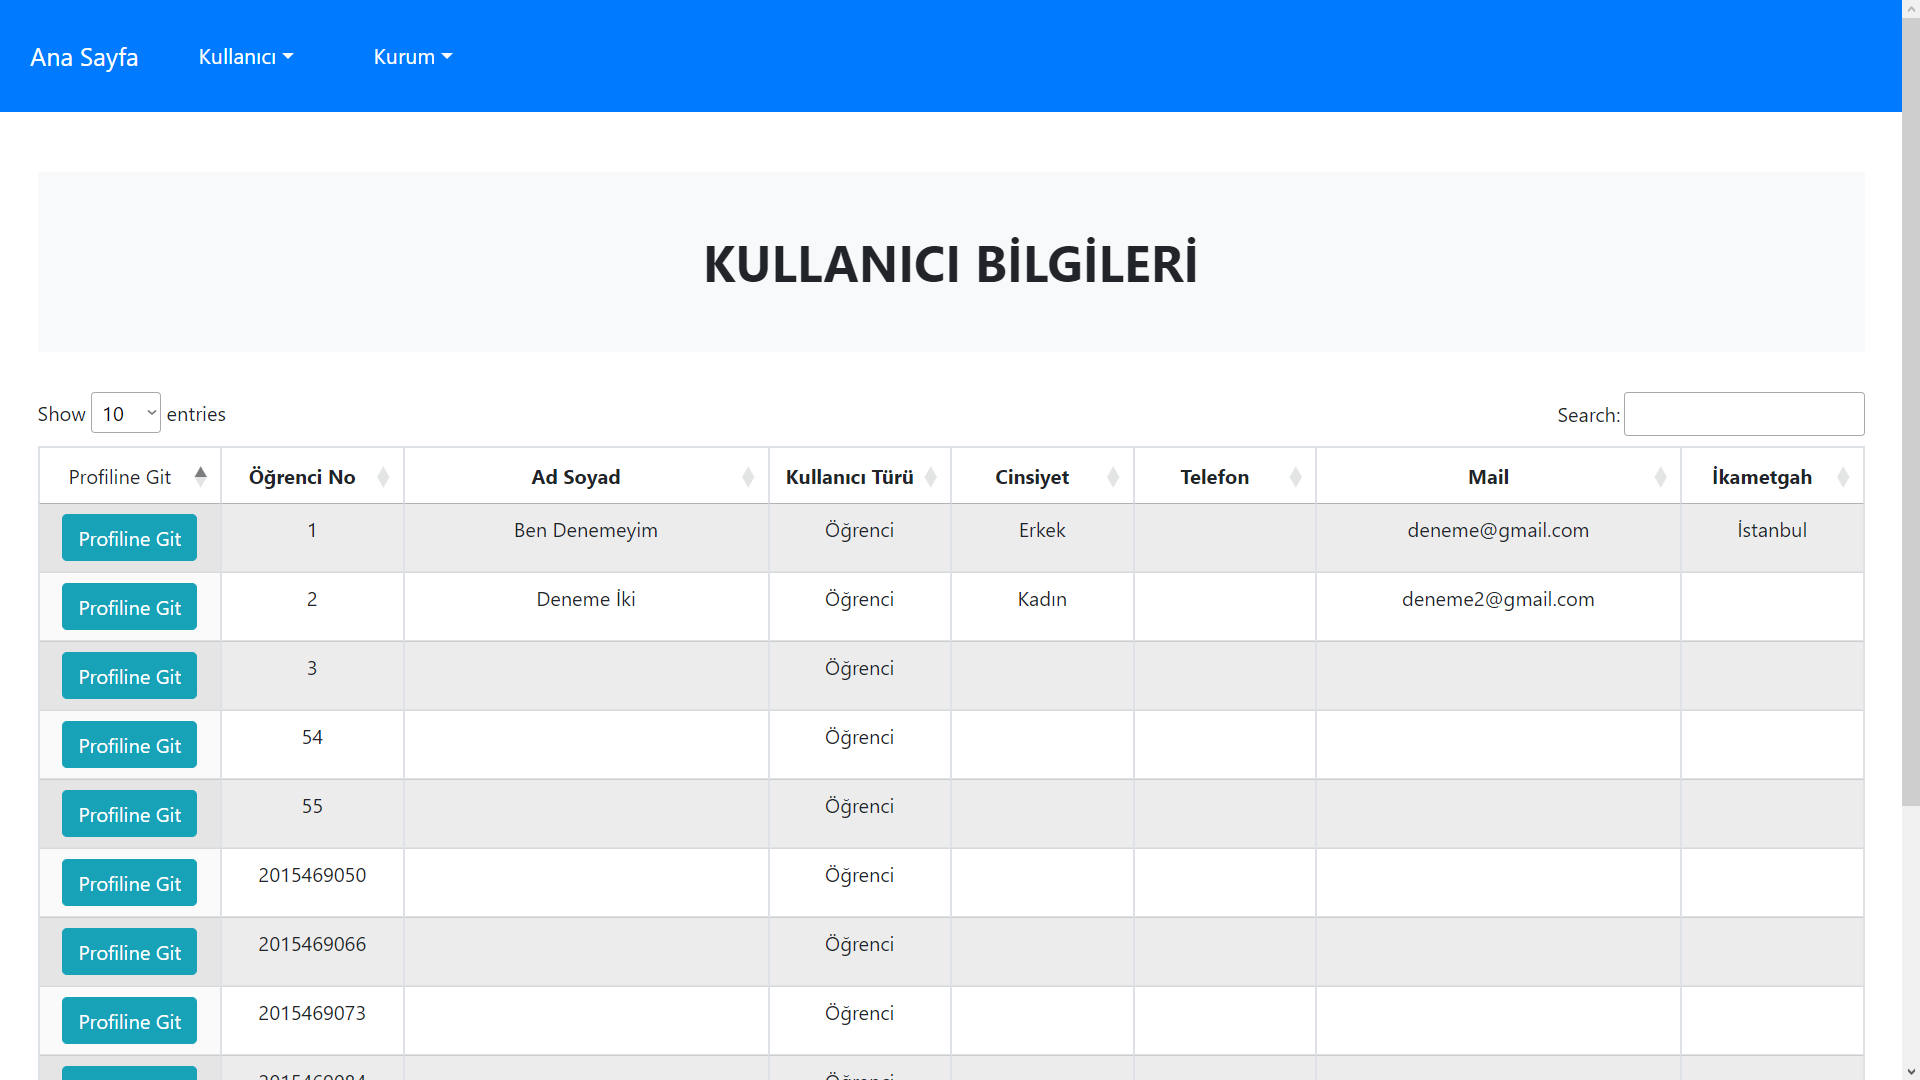 Ana Sayfa Kullanıcı Kurum
KULLANICI BİLGİLERİ
Show 10 entries Search:
Profiline Git Öğrenci No Ad Soyad Kullanıcı Türü Cinsiyet Telefon Mail İkametgah
Profiline Git 1 Ben Denemeyim Öğrenci Erkek deneme@gmail.com İstanbul
Profiline Git 2 Deneme İki Öğrenci Kadın deneme2@gmail.com
Profiline Git 3 Öğrenci
Profiline Git 54 Öğrenci
Profiline Git 55 Öğrenci
Profiline Git 2015469050 Öğrenci
Profiline Git 2015469066 Öğrenci
Profiline Git 2015469073 Öğrenci